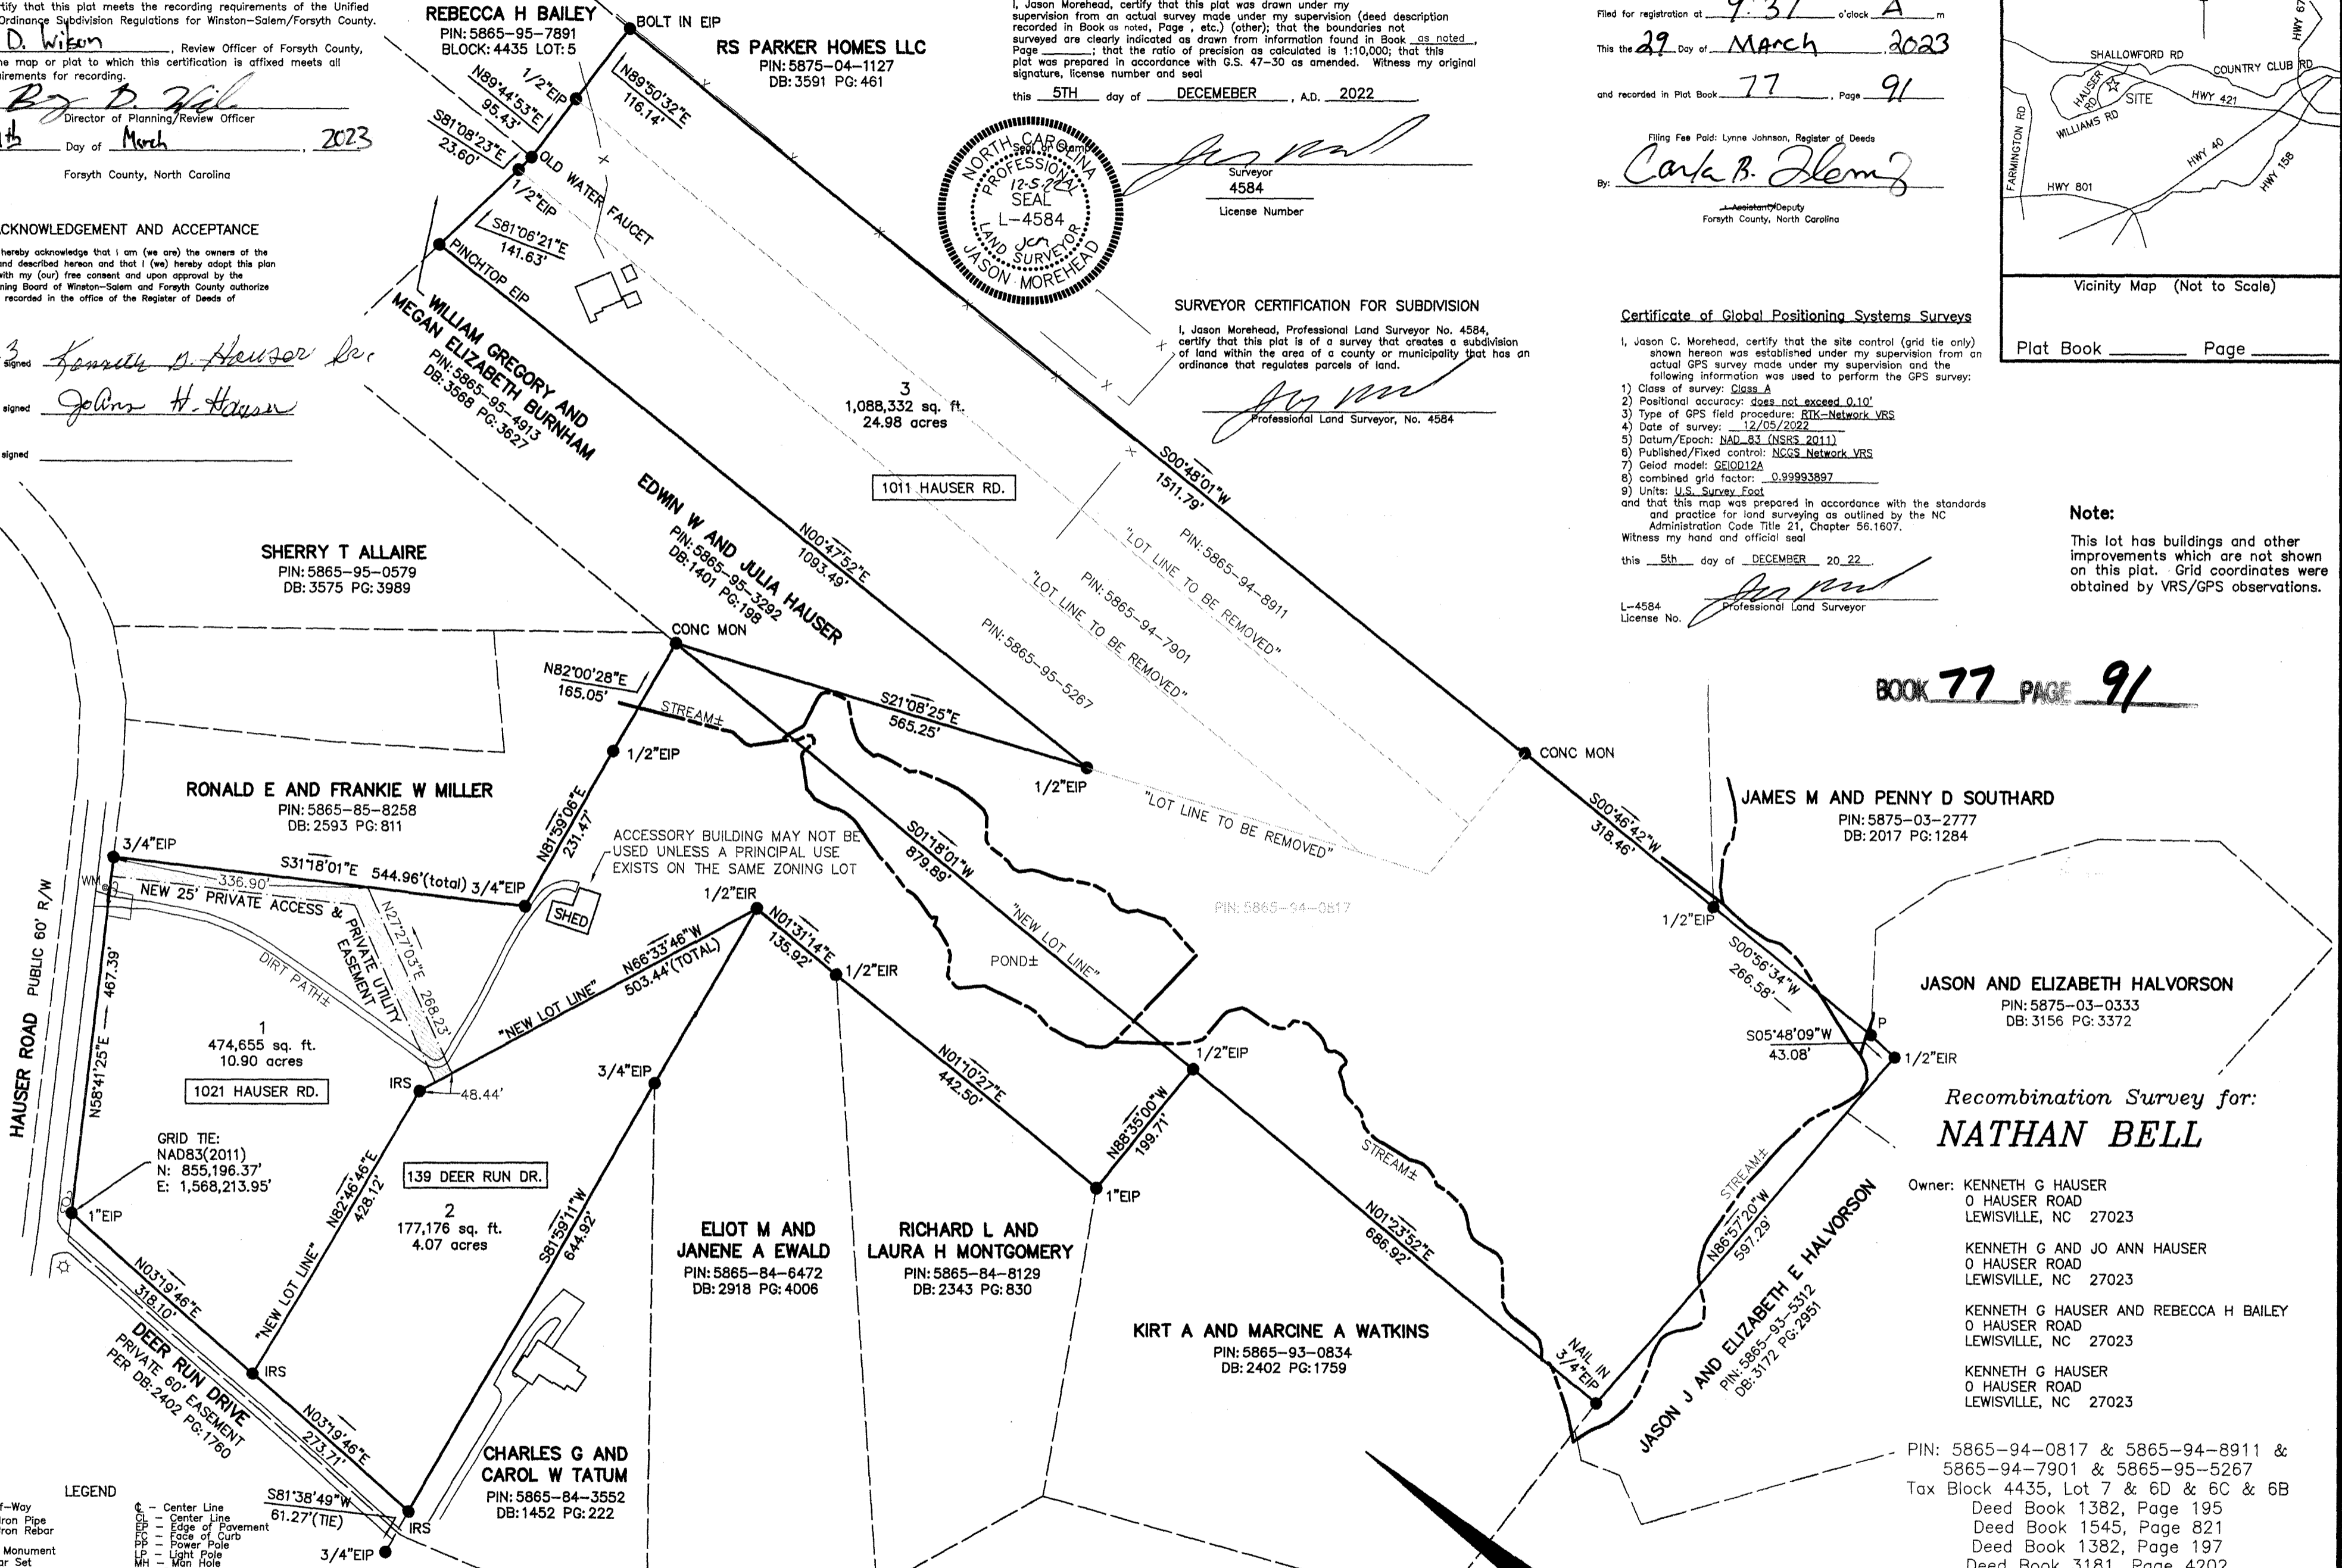 rtify that this plat meets the recording requirements of the Unified
Ordinance Subdivision Regulations for Winston-Salem/Forsyth County.
D. Wilson, Review Officer of Forsyth County,
he map or plat to which this certification is affixed meets all
uirements for recording.
Director of Planning/Review Officer
th Day of March, 2023
Forsyth County, North Carolina
CKNOWLEDGEMENT AND ACCEPTANCE
hereby acknowledge that I am (we are) the owners of the
and described hereon and that I (we) hereby adopt this plan
with my (our) free consent and upon approval by the
ning Board of Winston-Salem and Forsyth County authorize
recorded in the office of the Register of Deeds of
signed Kenneth G. Hauser
signed JoAnn H. Hauser
signed
REBECCA H BAILEY
PIN: 5865-95-7891
BLOCK: 4435 LOT: 5
BOLT IN EIP
RS PARKER HOMES LLC
PIN: 5875-04-1127
DB: 3591 PG: 461
N89°44'53"E
95.43'
1/2"EIP
N89°50'32"E
116.14'
S81°08'23"E
23.60'
OLD WATER FAUCET
1/2"EIP
S81°06'21"E
141.63'
PINCHTOP EIP
WILLIAM GREGORY AND
MEGAN ELIZABETH BURNHAM
PIN: 5865-95-4913
DB: 3568 PG: 3627
I, Jason Morehead, certify that this plat was drawn under my
supervision from an actual survey made under my supervision (deed description
recorded in Book as noted, Page , etc.) (other); that the boundaries not
surveyed are clearly indicated as drawn from information found in Book as noted,
Page ; that the ratio of precision as calculated is 1:10,000; that this
plat was prepared in accordance with G.S. 47-30 as amended. Witness my original
signature, license number and seal
this 5TH day of DECEMEBER, A.D. 2022
Surveyor
4584
License Number
NORTH CAROLINA
Seal Stamp
PROFESSIONAL
12-5-22
SEAL
L-4584
JCM
LAND SURVEYOR
JASON MOREHEAD
SURVEYOR CERTIFICATION FOR SUBDIVISION
I, Jason Morehead, Professional Land Surveyor No. 4584,
certify that this plat is of a survey that creates a subdivision
of land within the area of a county or municipality that has an
ordinance that regulates parcels of land.
Professional Land Surveyor, No. 4584
Filed for registration at 9:31 o'clock A m
This the 29 Day of March 2023
and recorded in Plat Book 77, Page 91
Filing Fee Paid: Lynne Johnson, Register of Deeds
By: Carla B. Fleming
Assistant/Deputy
Forsyth County, North Carolina
SHALLOWFORD RD
COUNTRY CLUB RD
HAUSER RD
SITE
HWY 421
WILLIAMS RD
HWY 67
FARMINGTON RD
HWY 40
HWY 158
HWY 801
Vicinity Map (Not to Scale)
Plat Book Page
Certificate of Global Positioning Systems Surveys
I, Jason C. Morehead, certify that the site control (grid tie only)
shown hereon was established under my supervision from an
actual GPS survey made under my supervision and the
following information was used to perform the GPS survey:
1) Class of survey: Class A
2) Positional accuracy: does not exceed 0.10'
3) Type of GPS field procedure: RTK-Network VRS
4) Date of survey: 12/05/2022
5) Datum/Epoch: NAD 83 (NSRS 2011)
6) Published/Fixed control: NCGS Network VRS
7) Geiod model: GEIOD12A
8) combined grid factor: 0.99993897
9) Units: U.S. Survey Foot
and that this map was prepared in accordance with the standards
and practice for land surveying as outlined by the NC
Administration Code Title 21, Chapter 56.1607.
Witness my hand and official seal
this 5th day of DECEMBER 20 22
L-4584
License No.
Professional Land Surveyor
Note:
This lot has buildings and other
improvements which are not shown
on this plat. Grid coordinates were
obtained by VRS/GPS observations.
BOOK 77 PAGE 91
3
1,088,332 sq. ft.
24.98 acres
1011 HAUSER RD.
S00°48'01"W
1511.79'
PIN: 5865-94-8911
"LOT LINE TO BE REMOVED"
PIN: 5865-94-7901
"LOT LINE TO BE REMOVED"
PIN: 5865-95-5267
N00°47'52"E
1093.49'
EDWIN W AND JULIA HAUSER
PIN: 5865-95-3292
DB: 1401 PG: 198
SHERRY T ALLAIRE
PIN: 5865-95-0579
DB: 3575 PG: 3989
CONC MON
N82°00'28"E
165.05'
STREAM±
S21°08'25"E
565.25'
1/2"EIP
1/2"EIP
"LOT LINE TO BE REMOVED"
CONC MON
JAMES M AND PENNY D SOUTHARD
PIN: 5875-03-2777
DB: 2017 PG: 1284
S00°46'42"W
318.46'
1/2"EIP
RONALD E AND FRANKIE W MILLER
PIN: 5865-85-8258
DB: 2593 PG: 811
N81°59'06"E
231.47'
ACCESSORY BUILDING MAY NOT BE
USED UNLESS A PRINCIPAL USE
EXISTS ON THE SAME ZONING LOT
SHED
3/4"EIP
S31°18'01"E 544.96'(total)
3/4"EIP
336.90'
WM
NEW 25' PRIVATE ACCESS &
PRIVATE UTILITY
EASEMENT
N27°27'03"E 268.23'
DIRT PATH±
HAUSER ROAD PUBLIC 60' R/W
N58°41'25"E 467.39'
S01°18'01"W
879.89'
"NEW LOT LINE"
1/2"EIR
N01°31'14"E
135.92'
1/2"EIR
N66°33'46"W
503.44'(TOTAL)
"NEW LOT LINE"
POND±
PIN: 5865-94-0817
S00°56'34"W
266.58'
P
S05°48'09"W
43.08'
1/2"EIR
JASON AND ELIZABETH HALVORSON
PIN: 5875-03-0333
DB: 3156 PG: 3372
1
474,655 sq. ft.
10.90 acres
1021 HAUSER RD.
IRS
48.44'
3/4"EIP
GRID TIE:
NAD83(2011)
N: 855,196.37'
E: 1,568,213.95'
1"EIP
N82°46'46"E
428.12'
"NEW LOT LINE"
139 DEER RUN DR.
2
177,176 sq. ft.
4.07 acres
S81°59'11"W
644.92'
N01°10'27"E
442.50'
1/2"EIP
N88°35'00"W
199.71'
1"EIP
STREAM±
N01°23'52"E
686.92'
STREAM±
N86°57'20"W
597.29'
NAIL IN
3/4"EIP
JASON J AND ELIZABETH E HALVORSON
PIN: 5865-93-5312
DB: 3172 PG: 2951
ELIOT M AND
JANENE A EWALD
PIN: 5865-84-6472
DB: 2918 PG: 4006
RICHARD L AND
LAURA H MONTGOMERY
PIN: 5865-84-8129
DB: 2343 PG: 830
KIRT A AND MARCINE A WATKINS
PIN: 5865-93-0834
DB: 2402 PG: 1759
N03°19'46"E
318.10'
IRS
DEER RUN DRIVE
PRIVATE 60' EASEMENT
PER DB: 2402 PG: 1760
N03°19'46"E
273.71'
IRS
S81°38'49"W
61.27'(TIE)
3/4"EIP
CHARLES G AND
CAROL W TATUM
PIN: 5865-84-3552
DB: 1452 PG: 222
LEGEND
f-Way
Iron Pipe
ron Rebar
Monument
ar Set
₵ - Center Line
CL - Center Line
EP - Edge of Pavement
FC - Face of Curb
PP - Power Pole
LP - Light Pole
MH - Man Hole
Recombination Survey for:
NATHAN BELL
Owner: KENNETH G HAUSER
0 HAUSER ROAD
LEWISVILLE, NC 27023
KENNETH G AND JO ANN HAUSER
0 HAUSER ROAD
LEWISVILLE, NC 27023
KENNETH G HAUSER AND REBECCA H BAILEY
0 HAUSER ROAD
LEWISVILLE, NC 27023
KENNETH G HAUSER
0 HAUSER ROAD
LEWISVILLE, NC 27023
PIN: 5865-94-0817 & 5865-94-8911 &
5865-94-7901 & 5865-95-5267
Tax Block 4435, Lot 7 & 6D & 6C & 6B
Deed Book 1382, Page 195
Deed Book 1545, Page 821
Deed Book 1382, Page 197
Deed Book 3181, Page 4202